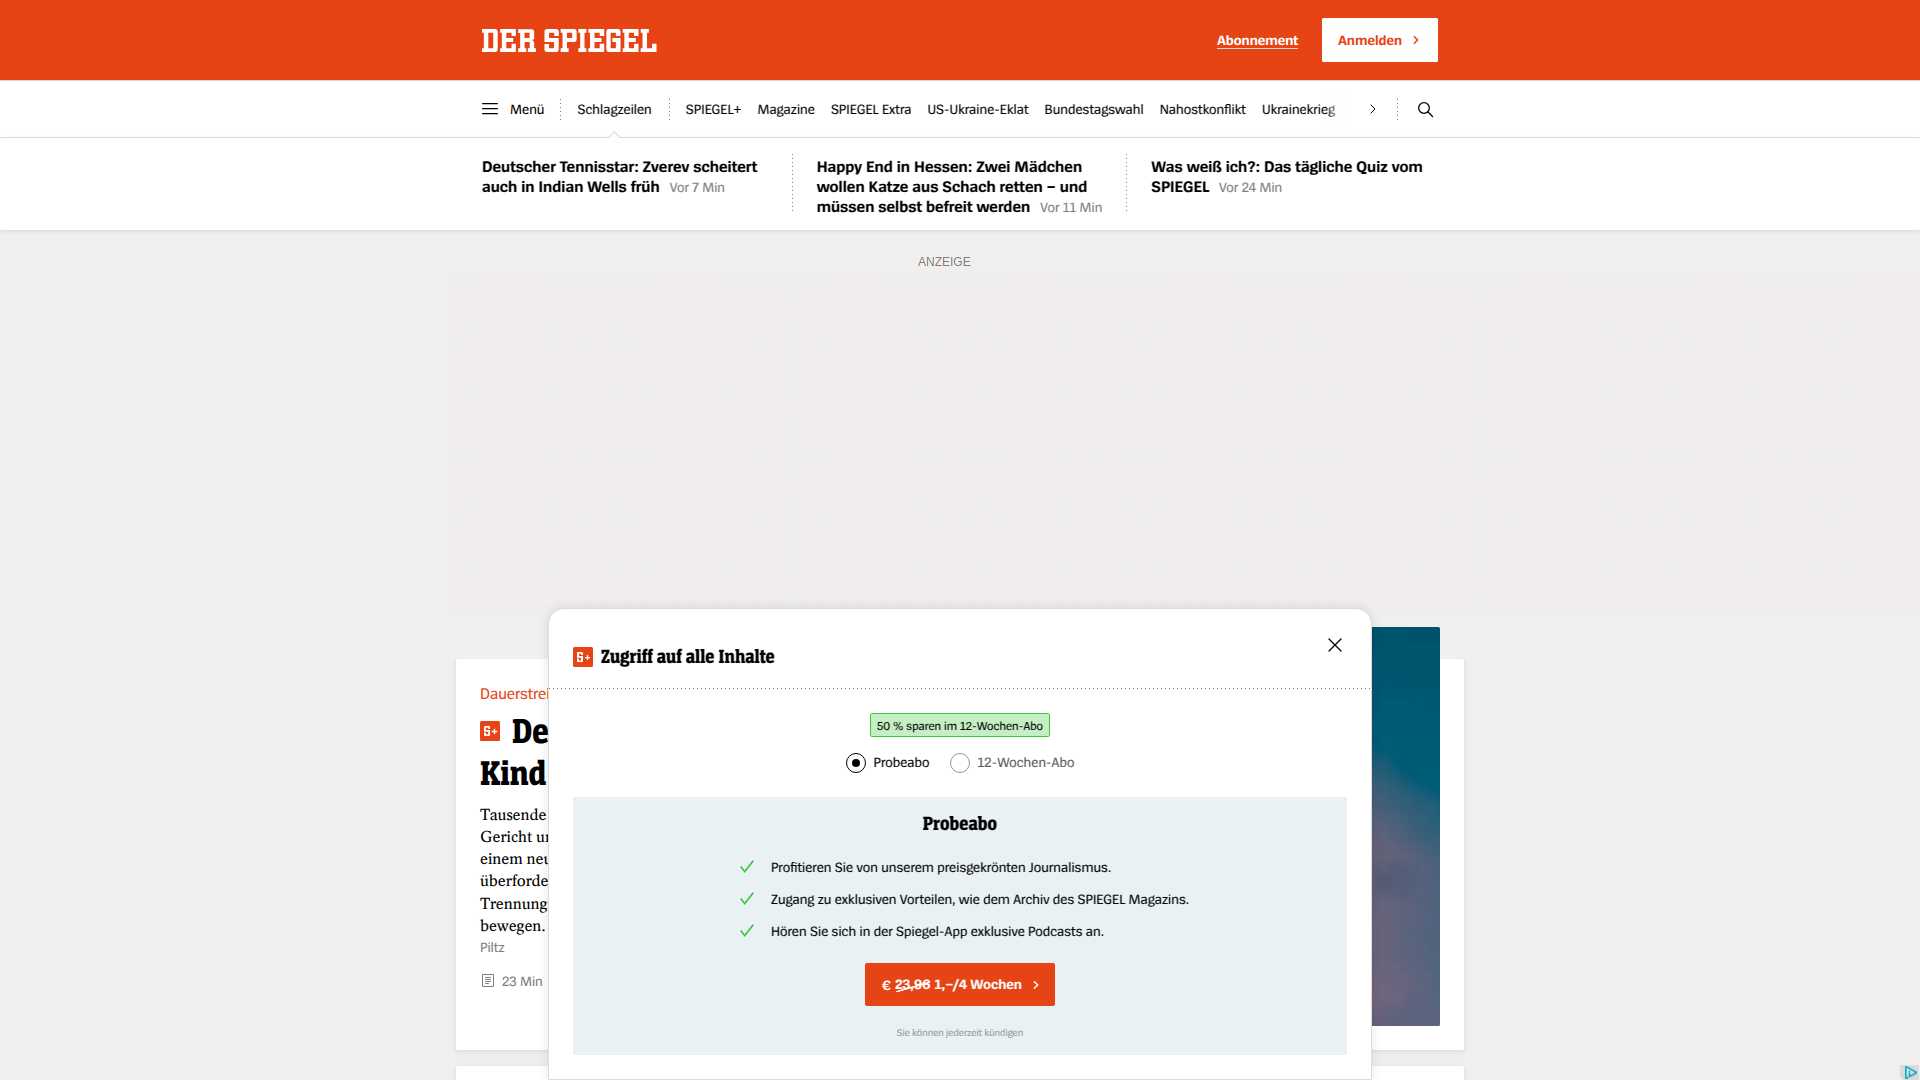 DER SPIEGEL
Abonnement
Anmelden
Menü
Schlagzeilen
SPIEGEL+
Magazine
SPIEGEL Extra
US-Ukraine-Eklat
Bundestagswahl
Nahostkonflikt
Ukrainekrieg
Deutscher Tennisstar: Zverev scheitert
auch in Indian Wells früh Vor 7 Min
Happy End in Hessen: Zwei Mädchen
wollen Katze aus Schach retten – und
müssen selbst befreit werden Vor 11 Min
Was weiß ich?: Das tägliche Quiz vom
SPIEGEL Vor 24 Min
ANZEIGE
Zugriff auf alle Inhalte
50 % sparen im 12-Wochen-Abo
Probeabo
12-Wochen-Abo
Probeabo
Profitieren Sie von unserem preisgekrönten Journalismus.
Zugang zu exklusiven Vorteilen, wie dem Archiv des SPIEGEL Magazins.
Hören Sie sich in der Spiegel-App exklusive Podcasts an.
€ 23,96 1,–/4 Wochen
Sie können jederzeit kündigen
Kind
Tausende
Gericht
einem
Trennung
bewegen.
Piltz
23 Min